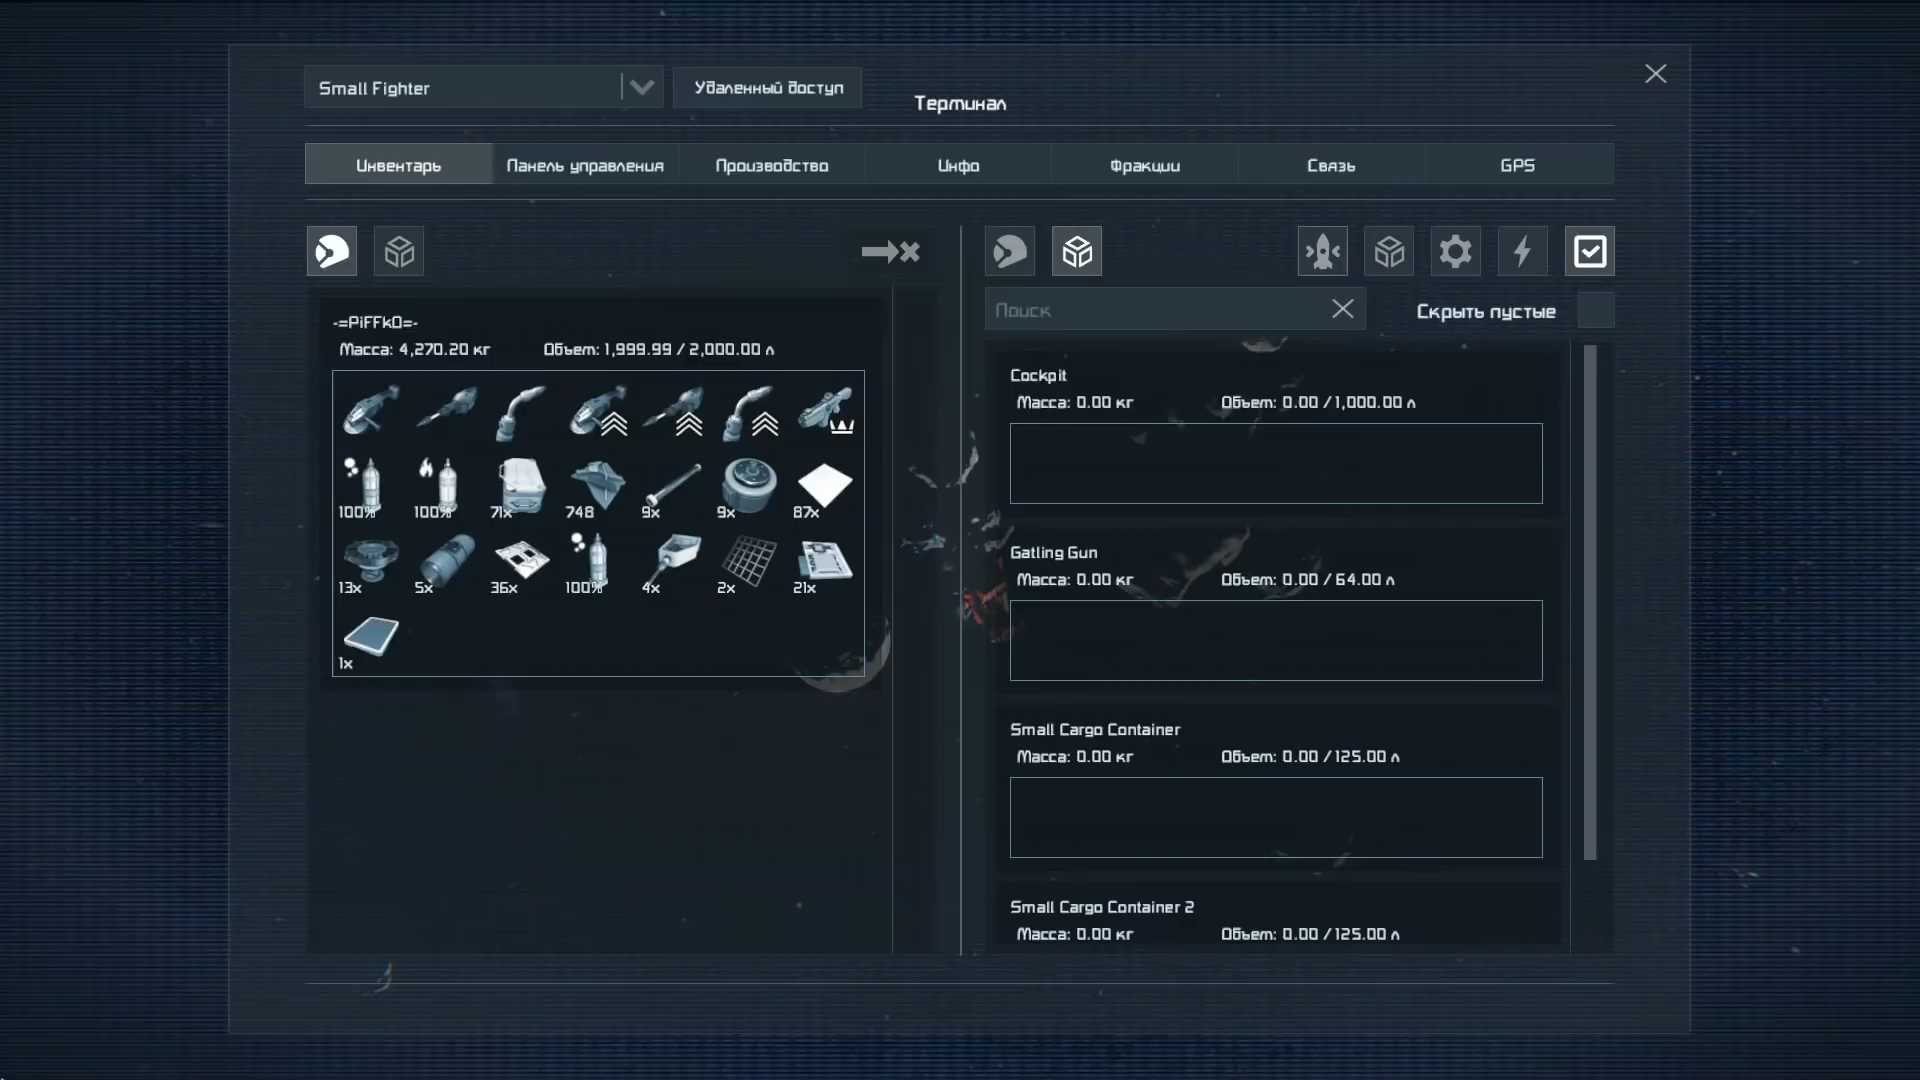 Small Fighter
Удаленный доступ
Терминал
Инвентарь
Панель управления
Производство
Инфо
Фракции
Связь
GPS
Поиск
Скрыть пустые
-=PiFFkO=-
Масса: 4,270.20 кг
Объем: 1,999.99 / 2,000.00 л
100%
100%
71x
748
9x
9x
87x
13x
5x
36x
100%
4x
2x
21x
1x
Cockpit
Масса: 0.00 кг
Объем: 0.00 / 1,000.00 л
Gatling Gun
Масса: 0.00 кг
Объем: 0.00 / 64.00 л
Small Cargo Container
Масса: 0.00 кг
Объем: 0.00 / 125.00 л
Small Cargo Container 2
Масса: 0.00 кг
Объем: 0.00 / 125.00 л